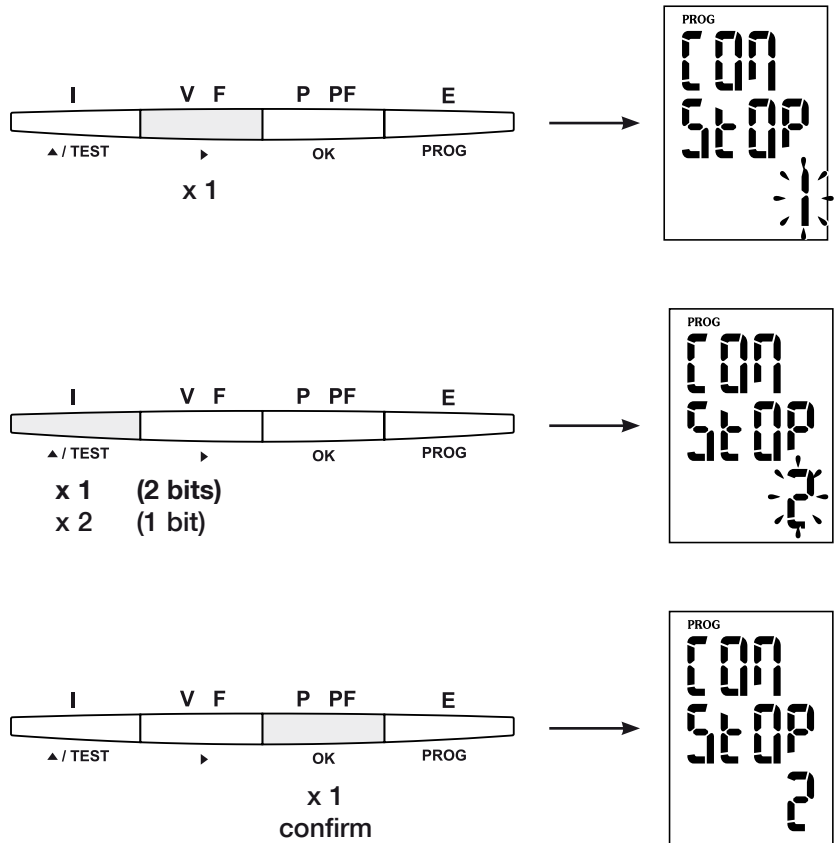 PROG
COM
StOP
1
I V F P PF E
▲ / TEST ▶ OK PROG
x 1
PROG
COM
StOP
2
I V F P PF E
▲ / TEST ▶ OK PROG
x 1 (2 bits)
x 2 (1 bit)
PROG
COM
StOP
2
I V F P PF E
▲ / TEST ▶ OK PROG
x 1
confirm